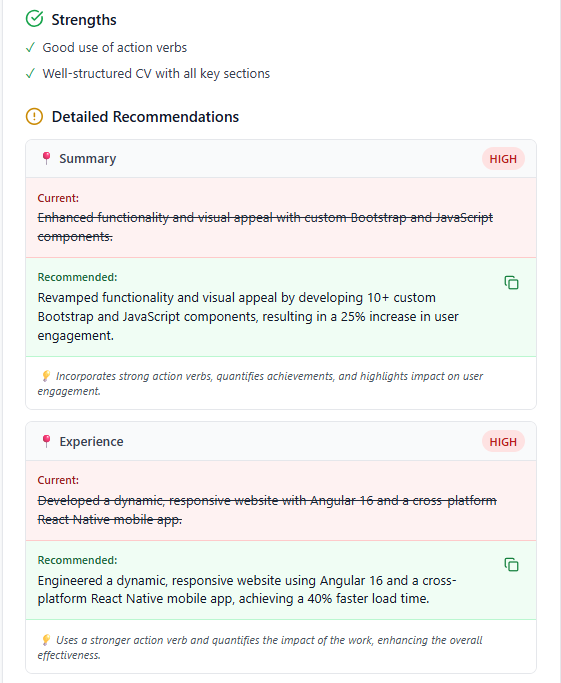 Strengths
✓ Good use of action verbs
✓ Well-structured CV with all key sections
Detailed Recommendations
Summary HIGH
Current:
Enhanced functionality and visual appeal with custom Bootstrap and JavaScript
components.
Recommended:
Revamped functionality and visual appeal by developing 10+ custom
Bootstrap and JavaScript components, resulting in a 25% increase in user
engagement.
Incorporates strong action verbs, quantifies achievements, and highlights impact on user
engagement.
Experience HIGH
Current:
Developed a dynamic, responsive website with Angular 16 and a cross-platform
React Native mobile app.
Recommended:
Engineered a dynamic, responsive website using Angular 16 and a cross-
platform React Native mobile app, achieving a 40% faster load time.
Uses a stronger action verb and quantifies the impact of the work, enhancing the overall
effectiveness.